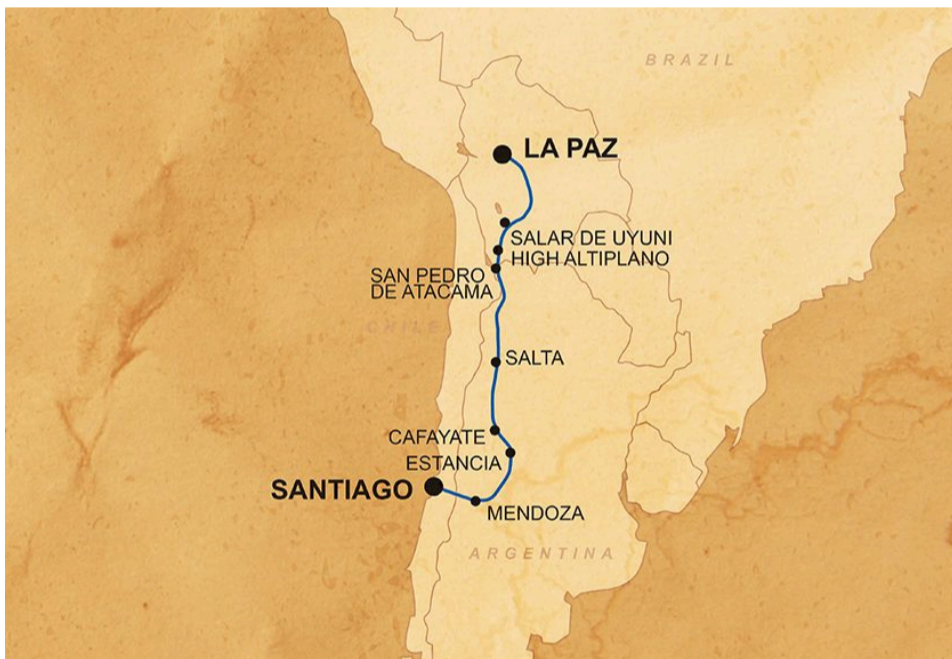 BRAZIL
LA PAZ
SALAR DE UYUNI
HIGH ALTIPLANO
SAN PEDRO
DE ATACAMA
CHILE
SALTA
CAFAYATE
ESTANCIA
SANTIAGO
MENDOZA
ARGENTINA